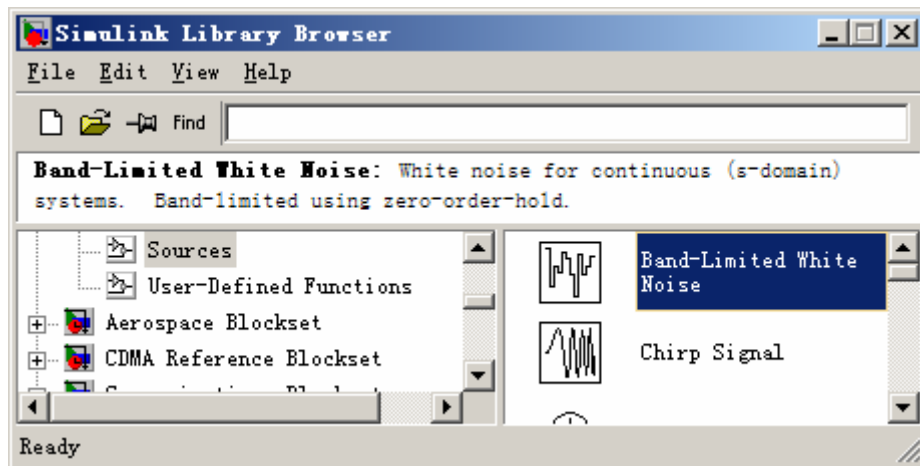 Simulink Library Browser
File Edit View Help
Find
Band-Limited White Noise: White noise for continuous (s-domain)
systems. Band-limited using zero-order-hold.
Sources
User-Defined Functions
Aerospace Blockset
CDMA Reference Blockset
Band-Limited White
Noise
Chirp Signal
Ready